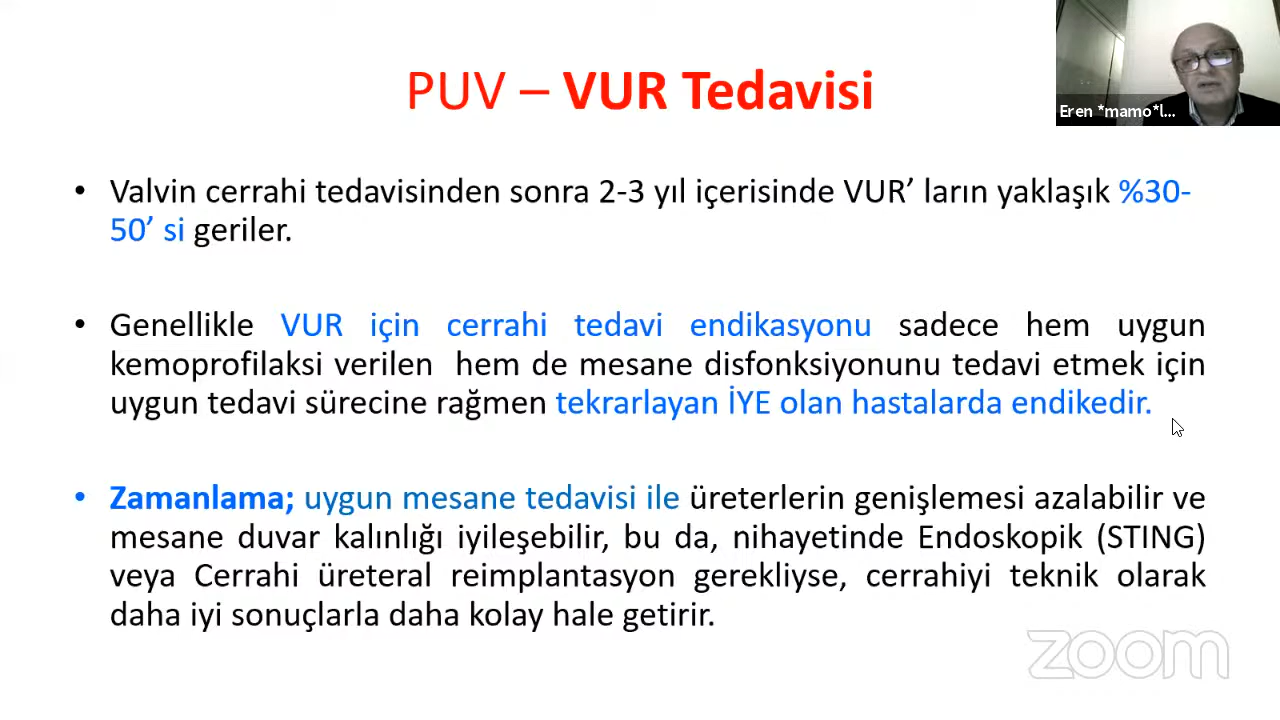 PUV – VUR Tedavisi
Eren *mamo*l...
• Valvin cerrahi tedavisinden sonra 2-3 yıl içerisinde VUR’ ların yaklaşık %30-
50’ si geriler.
• Genellikle VUR için cerrahi tedavi endikasyonu sadece hem uygun
kemoprofilaksi verilen hem de mesane disfonksiyonunu tedavi etmek için
uygun tedavi sürecine rağmen tekrarlayan İYE olan hastalarda endikedir.
• Zamanlama; uygun mesane tedavisi ile üreterlerin genişlemesi azalabilir ve
mesane duvar kalınlığı iyileşebilir, bu da, nihayetinde Endoskopik (STING)
veya Cerrahi üreteral reimplantasyon gerekliyse, cerrahiyi teknik olarak
daha iyi sonuçlarla daha kolay hale getirir.
zoom